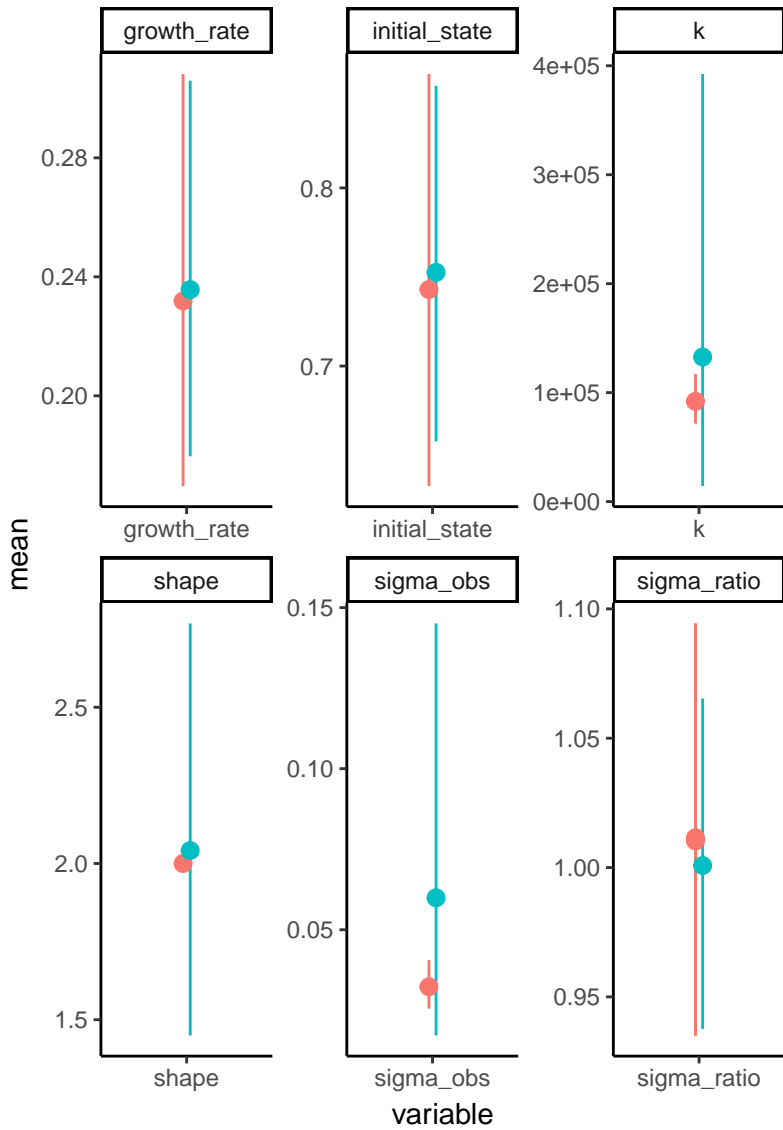 growth_rate
initial_state
k
0.28
0.24
0.20
0.8
0.7
4e+05
3e+05
2e+05
1e+05
0e+00
growth_rate
initial_state
k
mean
shape
sigma_obs
sigma_ratio
2.5
2.0
1.5
0.15
0.10
0.05
1.10
1.05
1.00
0.95
shape
sigma_obs
sigma_ratio
variable